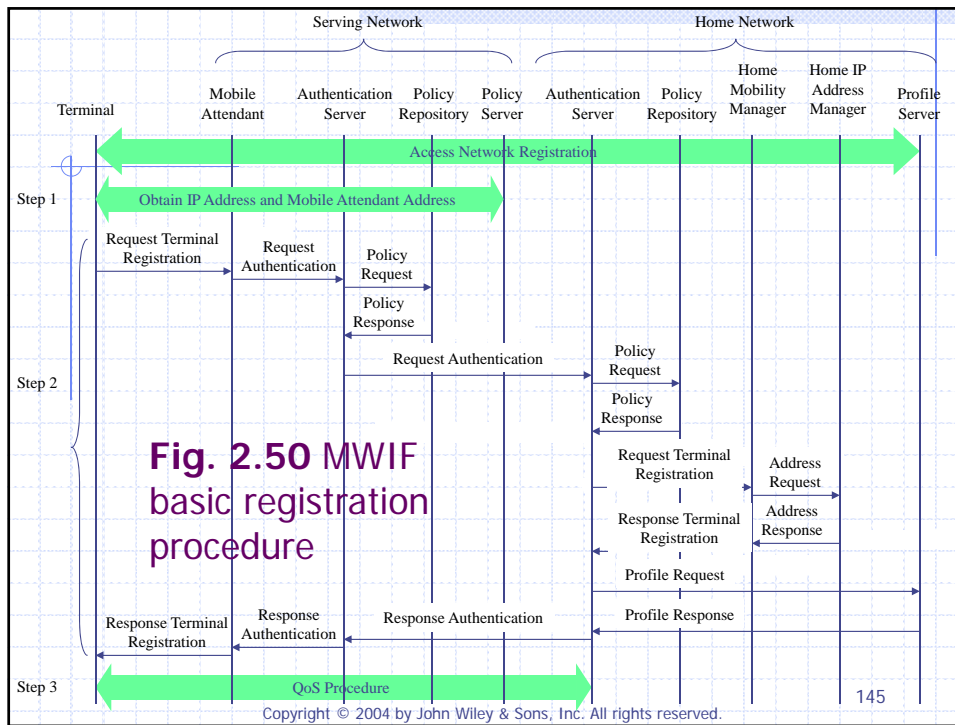 Serving Network
Home Network
Terminal
Mobile
Attendant
Authentication
Server
Policy
Repository
Policy
Server
Authentication
Server
Policy
Repository
Home
Mobility
Manager
Home IP
Address
Manager
Profile
Server
Access Network Registration
Step 1
Obtain IP Address and Mobile Attendant Address
Request Terminal
Registration
Request
Authentication
Policy
Request
Policy
Response
Request Authentication
Policy
Request
Step 2
Policy
Response
Fig. 2.50 MWIF
basic registration
procedure
Request Terminal
Registration
Address
Request
Response Terminal
Registration
Address
Response
Profile Request
Profile Response
Response Authentication
Response
Authentication
Response Terminal
Registration
Step 3
QoS Procedure
145
Copyright © 2004 by John Wiley & Sons, Inc. All rights reserved.